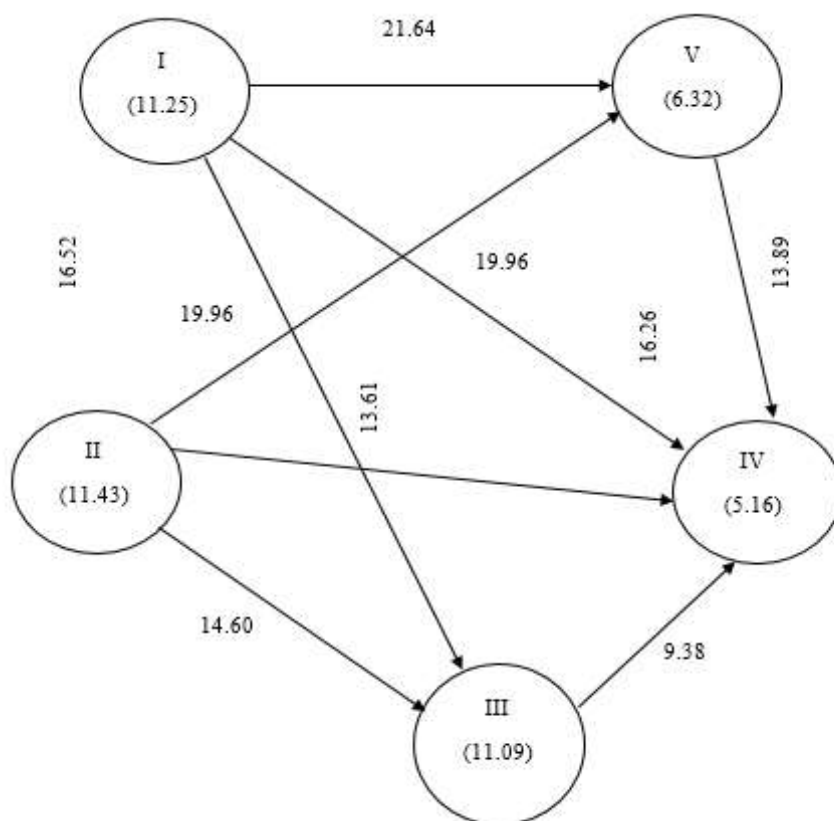 21.64
I
(11.25)
V
(6.32)
16.52
19.96
19.96
13.89
16.26
13.61
II
(11.43)
IV
(5.16)
14.60
9.38
III
(11.09)